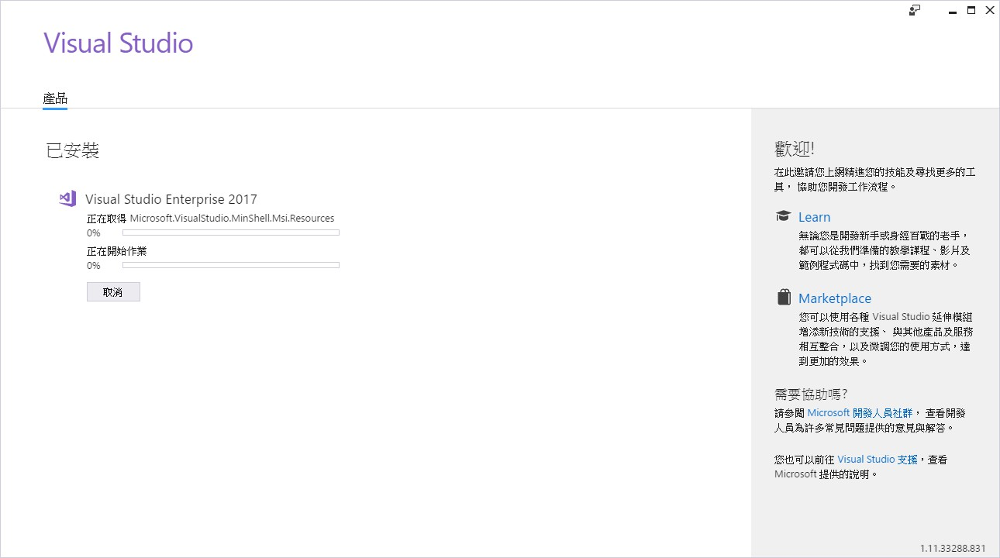 Visual Studio
產品
已安裝
Visual Studio Enterprise 2017
正在取得 Microsoft.VisualStudio.MinShell.Msi.Resources
0%
正在開始作業
0%
取消
歡迎!
在此邀請您上網精進您的技能及尋找更多的工
具， 協助您開發工作流程。
Learn
無論您是開發新手或身經百戰的老手，
都可以從我們準備的教學課程、影片及
範例程式碼中，找到您需要的素材。
Marketplace
您可以使用各種 Visual Studio 延伸模組
增添新技術的支援、 與其他產品及服務
相互整合，以及微調您的使用方式，達
到更加的效果。
需要協助嗎?
請參閱 Microsoft 開發人員社群， 查看開發
人員為許多常見問題提供的意見與解答。
您也可以前往 Visual Studio 支援，查看
Microsoft 提供的說明。
1.11.33288.831